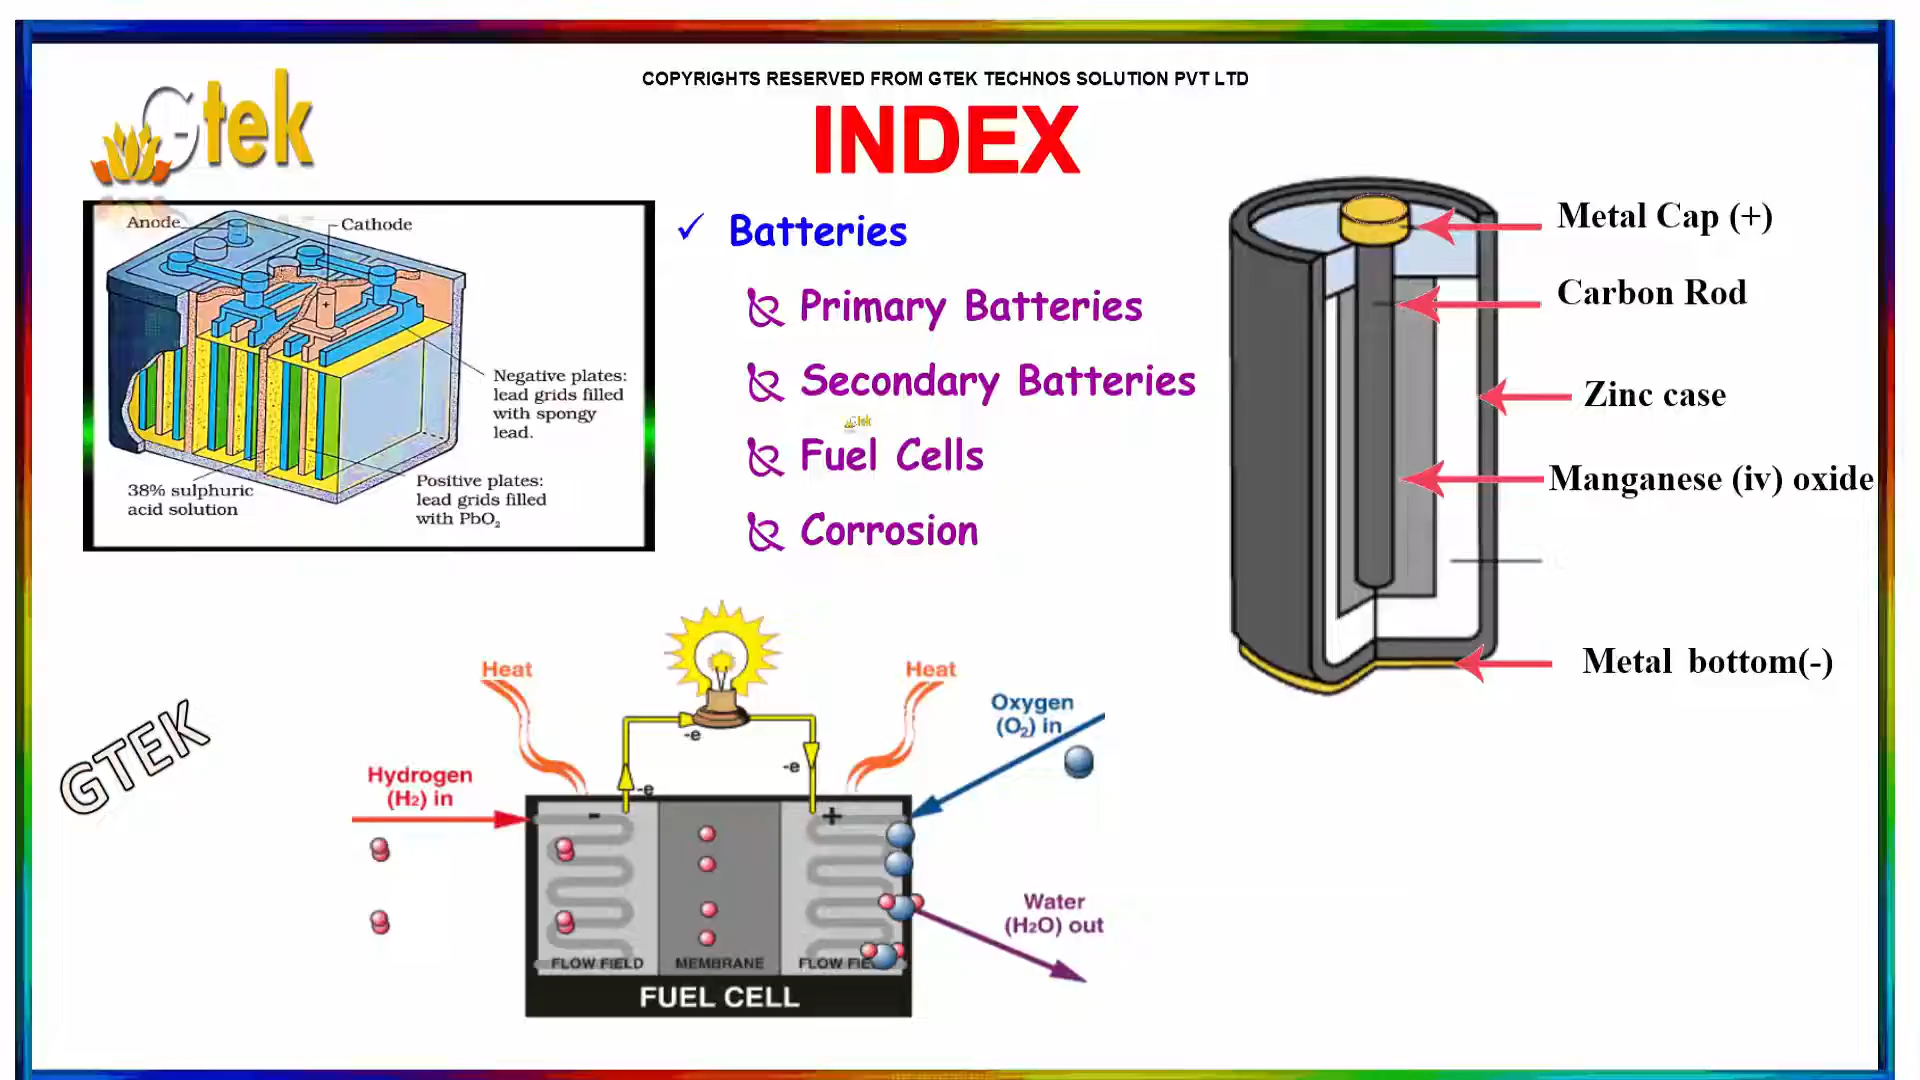 COPYRIGHTS RESERVED FROM GTEK TECHNOS SOLUTION PVT LTD
Gtek
INDEX
Anode
Cathode
Negative plates:
lead grids filled
with spongy
lead.
Positive plates:
lead grids filled
with PbO₂
38% sulphuric
acid solution
✓ Batteries
Primary Batteries
Secondary Batteries
Gtek
Fuel Cells
Corrosion
Metal Cap (+)
Carbon Rod
Zinc case
Manganese (iv) oxide
Metal bottom(-)
GTEK
Heat
Heat
Hydrogen
(H₂) in
Oxygen
(O₂) in
-e
-e
-e
-
+
+
Water
(H₂O) out
FLOW FIELD
MEMBRANE
FLOW FIE
FUEL CELL